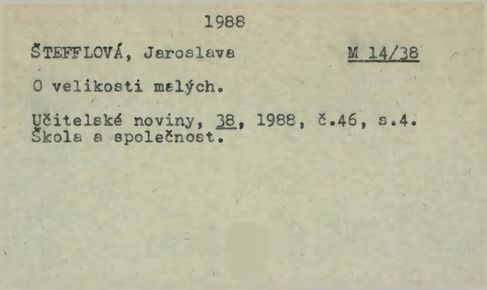 1988
ŠTEFFLOVÁ, Jaroslava M 14/38
O velikosti malých.
Učitelské noviny, 38, 1988, č.46, s.4.
Škola a společnost.